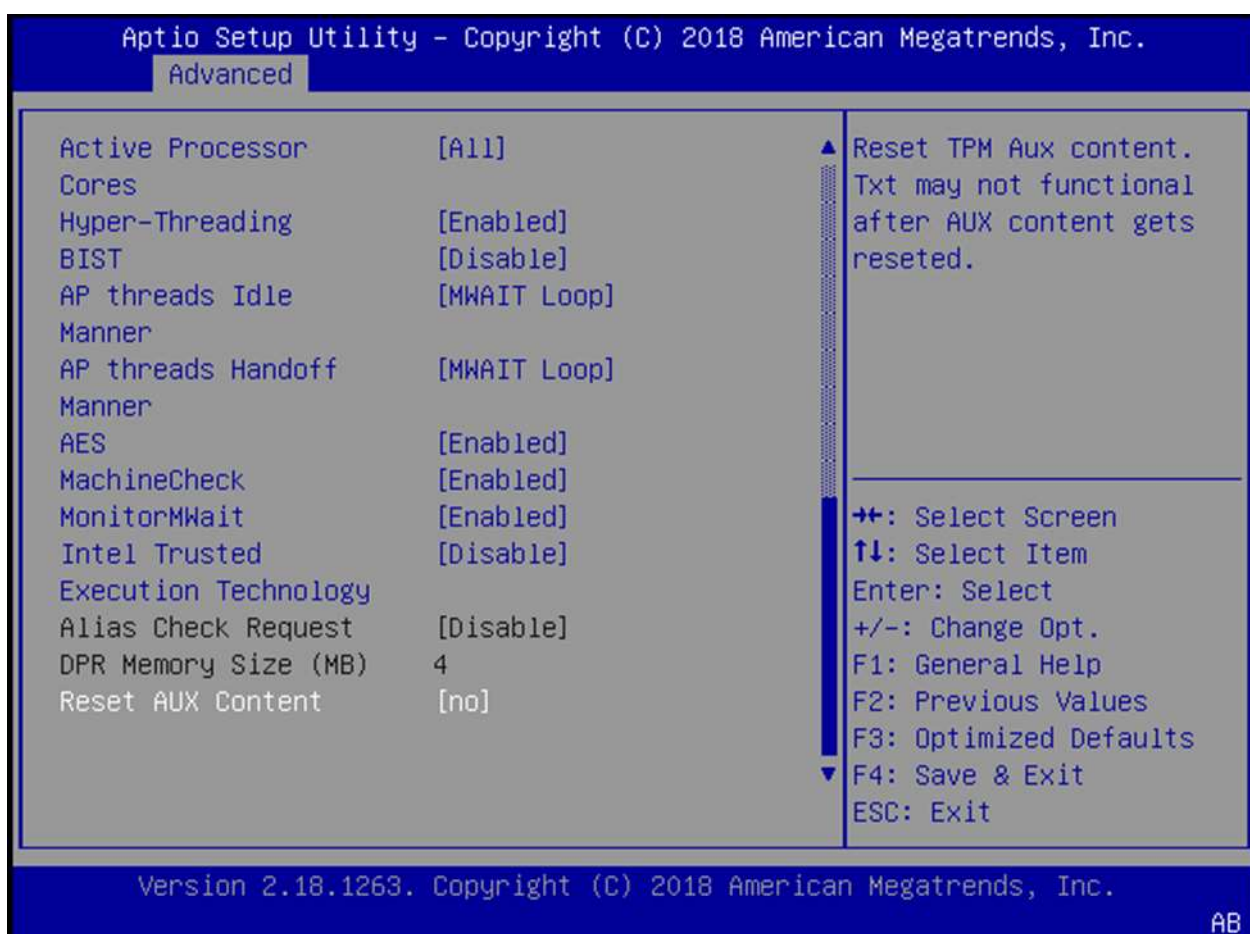 Aptio Setup Utility – Copyright (C) 2018 American Megatrends, Inc.
Advanced
Active Processor [All]
Cores
Hyper-Threading [Enabled]
BIST [Disable]
AP threads Idle [MWAIT Loop]
Manner
AP threads Handoff [MWAIT Loop]
Manner
AES [Enabled]
MachineCheck [Enabled]
MonitorMWait [Enabled]
Intel Trusted [Disable]
Execution Technology
Alias Check Request [Disable]
DPR Memory Size (MB) 4
Reset AUX Content [no]
Reset TPM Aux content.
Txt may not functional
after AUX content gets
reseted.
→←: Select Screen
↑↓: Select Item
Enter: Select
+/-: Change Opt.
F1: General Help
F2: Previous Values
F3: Optimized Defaults
F4: Save & Exit
ESC: Exit
Version 2.18.1263. Copyright (C) 2018 American Megatrends, Inc.
AB